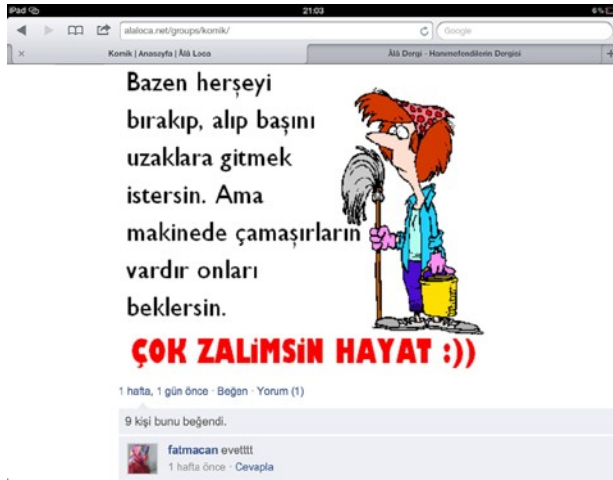 iPad
21:03
6%
alaloca.net/groups/komik/
Google
Komik | Anasayfa | Âlâ Loca
Âlâ Dergi - Hanımefendilerin Dergisi
Bazen herşeyi
bırakıp, alıp başını
uzaklara gitmek
istersin. Ama
makinede çamaşırların
vardır onları
beklersin.
ÇOK ZALiMSiN HAYAT :))
1 hafta, 1 gün önce · Beğen · Yorum (1)
9 kişi bunu beğendi.
fatmacan evetttt
1 hafta önce · Cevapla